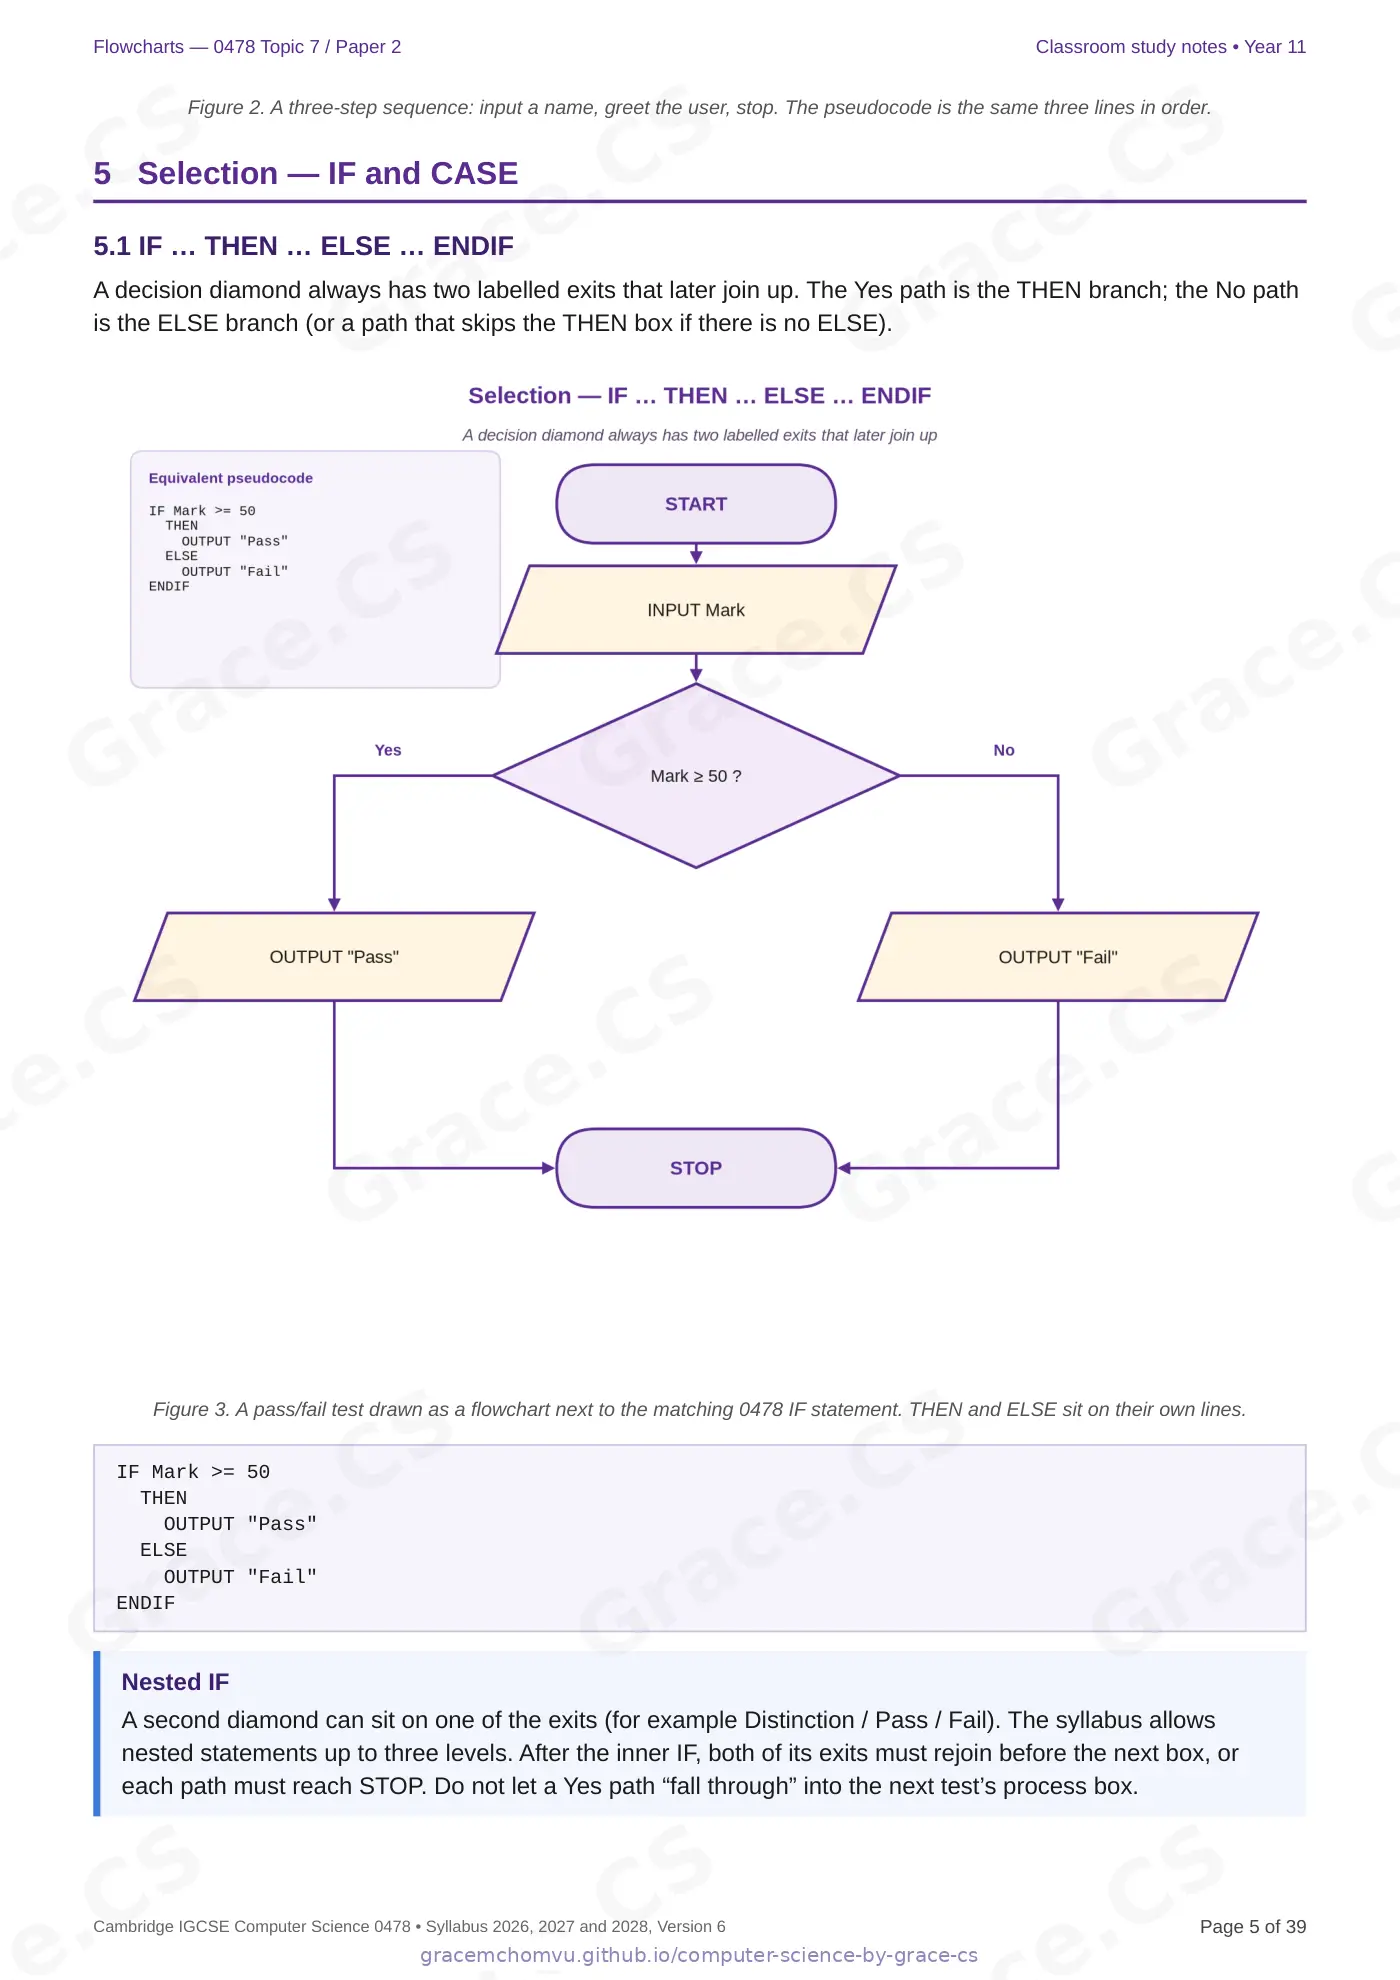 Flowcharts — 0478 Topic 7 / Paper 2
Classroom study notes • Year 11
Figure 2. A three-step sequence: input a name, greet the user, stop. The pseudocode is the same three lines in order.
5 Selection — IF and CASE
5.1 IF … THEN … ELSE … ENDIF
A decision diamond always has two labelled exits that later join up. The Yes path is the THEN branch; the No path
is the ELSE branch (or a path that skips the THEN box if there is no ELSE).
Selection — IF … THEN … ELSE … ENDIF
A decision diamond always has two labelled exits that later join up
Equivalent pseudocode
IF Mark >= 50
  THEN
    OUTPUT "Pass"
  ELSE
    OUTPUT "Fail"
ENDIF
START
INPUT Mark
Mark ≥ 50 ?
Yes
No
OUTPUT "Pass"
OUTPUT "Fail"
STOP
Figure 3. A pass/fail test drawn as a flowchart next to the matching 0478 IF statement. THEN and ELSE sit on their own lines.
IF Mark >= 50
  THEN
    OUTPUT "Pass"
  ELSE
    OUTPUT "Fail"
ENDIF
Nested IF
A second diamond can sit on one of the exits (for example Distinction / Pass / Fail). The syllabus allows
nested statements up to three levels. After the inner IF, both of its exits must rejoin before the next box, or
each path must reach STOP. Do not let a Yes path “fall through” into the next test’s process box.
Cambridge IGCSE Computer Science 0478 • Syllabus 2026, 2027 and 2028, Version 6
Page 5 of 39
gracemchomvu.github.io/computer-science-by-grace-cs
Grace.CS